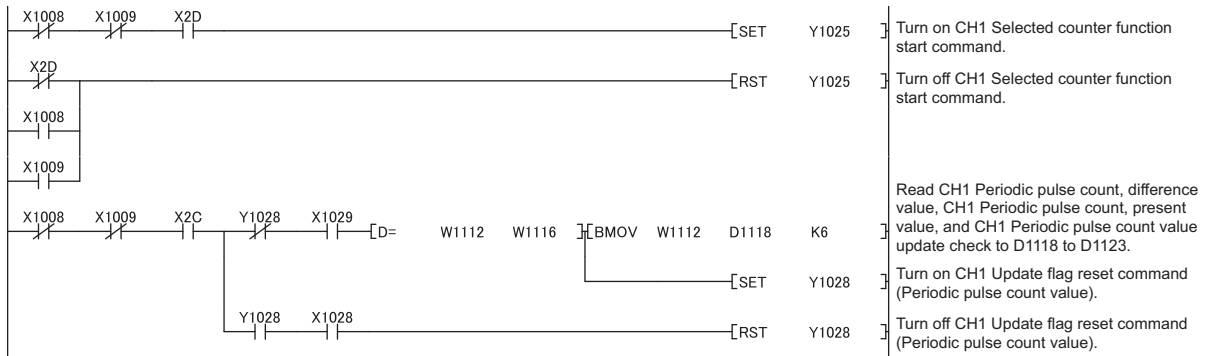 X1008 X1009 X2D
[SET Y1025 ] Turn on CH1 Selected counter function
start command.
X2D
[RST Y1025 ] Turn off CH1 Selected counter function
start command.
X1008
X1009
Read CH1 Periodic pulse count, difference
value, CH1 Periodic pulse count, present
value, and CH1 Periodic pulse count value
update check to D1118 to D1123.
X1008 X1009 X2C Y1028 X1029
[D= W1112 W1116 ] [BMOV W1112 D1118 K6 ]
[SET Y1028 ] Turn on CH1 Update flag reset command
(Periodic pulse count value).
Y1028 X1028
[RST Y1028 ] Turn off CH1 Update flag reset command
(Periodic pulse count value).